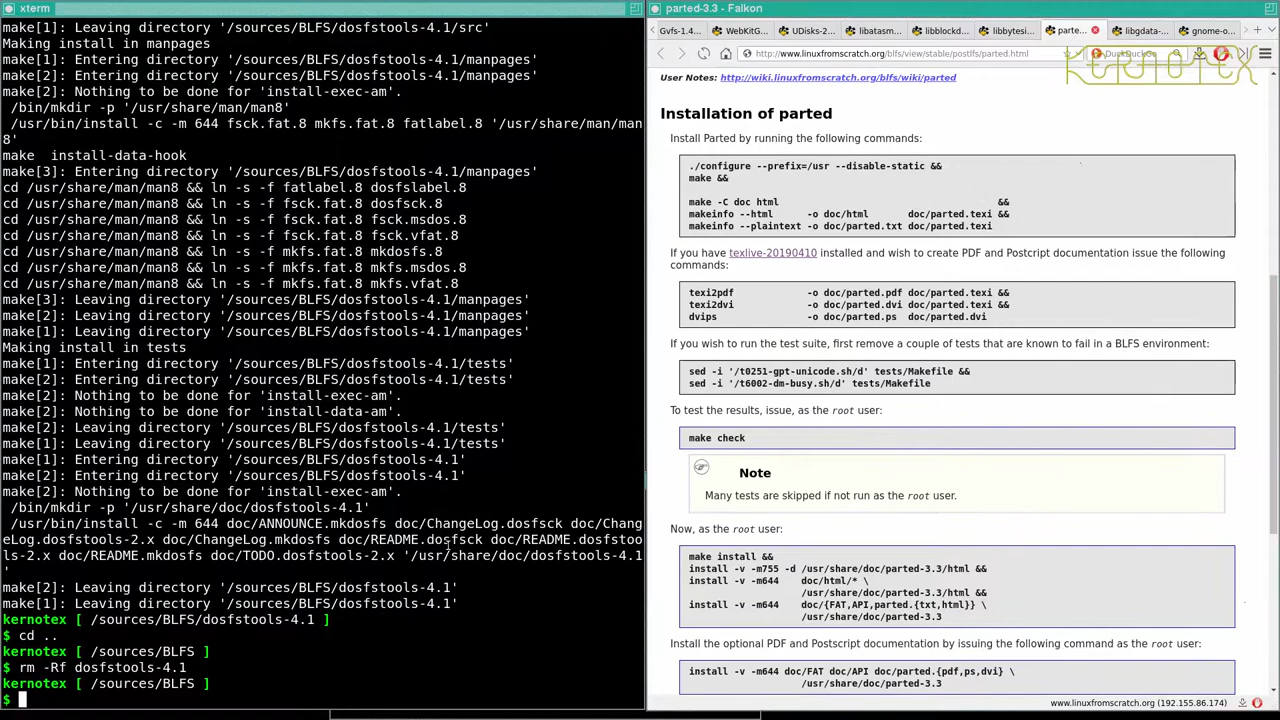 xterm
make[1]: Leaving directory '/sources/BLFS/dosfstools-4.1/src'
Making install in manpages
make[1]: Entering directory '/sources/BLFS/dosfstools-4.1/manpages'
make[2]: Entering directory '/sources/BLFS/dosfstools-4.1/manpages'
make[2]: Nothing to be done for 'install-exec-am'.
/bin/mkdir -p '/usr/share/man/man8'
/usr/bin/install -c -m 644 fsck.fat.8 mkfs.fat.8 fatlabel.8 '/usr/share/man/man
8'
make  install-data-hook
make[3]: Entering directory '/sources/BLFS/dosfstools-4.1/manpages'
cd /usr/share/man/man8 && ln -s -f fatlabel.8 dosfslabel.8
cd /usr/share/man/man8 && ln -s -f fsck.fat.8 dosfsck.8
cd /usr/share/man/man8 && ln -s -f fsck.fat.8 fsck.msdos.8
cd /usr/share/man/man8 && ln -s -f fsck.fat.8 fsck.vfat.8
cd /usr/share/man/man8 && ln -s -f mkfs.fat.8 mkdosfs.8
cd /usr/share/man/man8 && ln -s -f mkfs.fat.8 mkfs.msdos.8
cd /usr/share/man/man8 && ln -s -f mkfs.fat.8 mkfs.vfat.8
make[3]: Leaving directory '/sources/BLFS/dosfstools-4.1/manpages'
make[2]: Leaving directory '/sources/BLFS/dosfstools-4.1/manpages'
make[1]: Leaving directory '/sources/BLFS/dosfstools-4.1/manpages'
Making install in tests
make[1]: Entering directory '/sources/BLFS/dosfstools-4.1/tests'
make[2]: Entering directory '/sources/BLFS/dosfstools-4.1/tests'
make[2]: Nothing to be done for 'install-exec-am'.
make[2]: Nothing to be done for 'install-data-am'.
make[2]: Leaving directory '/sources/BLFS/dosfstools-4.1/tests'
make[1]: Leaving directory '/sources/BLFS/dosfstools-4.1/tests'
make[1]: Entering directory '/sources/BLFS/dosfstools-4.1'
make[2]: Entering directory '/sources/BLFS/dosfstools-4.1'
make[2]: Nothing to be done for 'install-exec-am'.
/bin/mkdir -p '/usr/share/doc/dosfstools-4.1'
/usr/bin/install -c -m 644 doc/ANNOUNCE.mkdosfs doc/ChangeLog.dosfsck doc/Chang
eLog.dosfstools-2.x doc/ChangeLog.mkdosfs doc/README.dosfsck doc/README.dosfstoo
ls-2.x doc/README.mkdosfs doc/TODO.dosfstools-2.x '/usr/share/doc/dosfstools-4.1
'
make[2]: Leaving directory '/sources/BLFS/dosfstools-4.1'
make[1]: Leaving directory '/sources/BLFS/dosfstools-4.1'
kernotex [ /sources/BLFS/dosfstools-4.1 ]
$ cd ..
kernotex [ /sources/BLFS ]
$ rm -Rf dosfstools-4.1
kernotex [ /sources/BLFS ]
$
parted-3.3 - Falkon
Gvfs-1.4... WebKitG... UDisks-2... libatasm... libblockd... libbytesi... parte... libgdata-... gnome-o...
http://www.linuxfromscratch.org/blfs/view/stable/postlfs/parted.html DuckDuckGo
KERNOTEX
User Notes: http://wiki.linuxfromscratch.org/blfs/wiki/parted
Installation of parted
Install Parted by running the following commands:
./configure --prefix=/usr --disable-static &&
make &&
make -C doc html &&
makeinfo --html -o doc/html doc/parted.texi &&
makeinfo --plaintext -o doc/parted.txt doc/parted.texi
If you have texlive-20190410 installed and wish to create PDF and Postcript documentation issue the following
commands:
texi2pdf -o doc/parted.pdf doc/parted.texi &&
texi2dvi -o doc/parted.dvi doc/parted.texi &&
dvips -o doc/parted.ps doc/parted.dvi
If you wish to run the test suite, first remove a couple of tests that are known to fail in a BLFS environment:
sed -i '/t0251-gpt-unicode.sh/d' tests/Makefile &&
sed -i '/t6002-dm-busy.sh/d' tests/Makefile
To test the results, issue, as the root user:
make check
Note
Many tests are skipped if not run as the root user.
Now, as the root user:
make install &&
install -v -m755 -d /usr/share/doc/parted-3.3/html &&
install -v -m644 doc/html/* \
/usr/share/doc/parted-3.3/html &&
install -v -m644 doc/{FAT,API,parted.{txt,html}} \
/usr/share/doc/parted-3.3
Install the optional PDF and Postscript documentation by issuing the following command as the root user:
install -v -m644 doc/FAT doc/API doc/parted.{pdf,ps,dvi} \
/usr/share/doc/parted-3.3
www.linuxfromscratch.org (192.155.86.174)